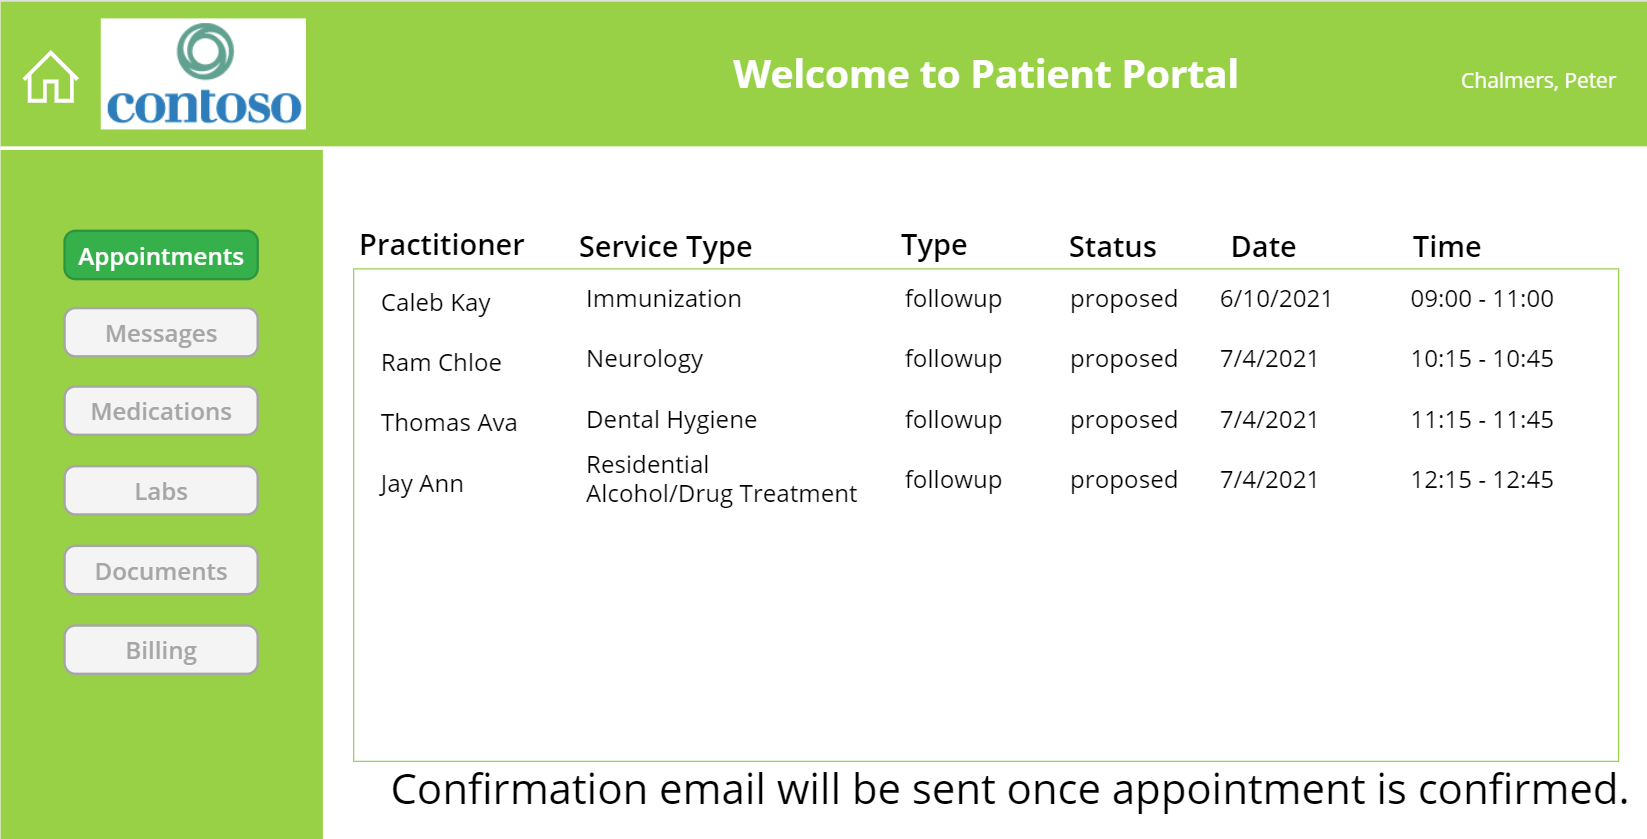 contoso
Welcome to Patient Portal
Chalmers, Peter
Appointments
Messages
Medications
Labs
Documents
Billing
Practitioner Service Type Type Status Date Time
Caleb Kay Immunization followup proposed 6/10/2021 09:00 - 11:00
Ram Chloe Neurology followup proposed 7/4/2021 10:15 - 10:45
Thomas Ava Dental Hygiene followup proposed 7/4/2021 11:15 - 11:45
Jay Ann Residential
Alcohol/Drug Treatment followup proposed 7/4/2021 12:15 - 12:45
Confirmation email will be sent once appointment is confirmed.